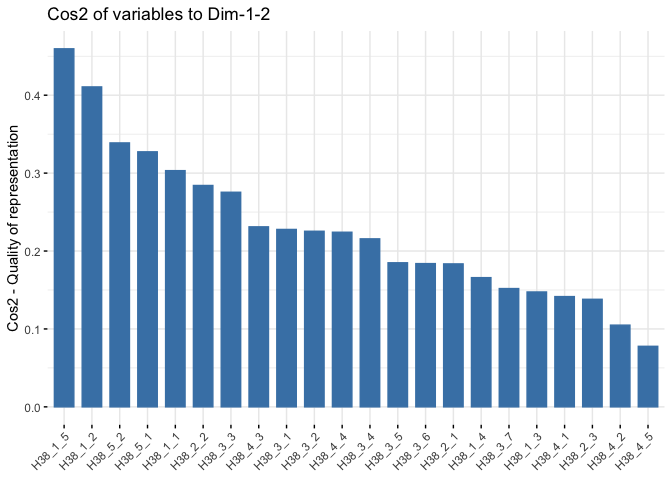 Cos2 of variables to Dim-1-2
Cos2 - Quality of representation
0.4
0.3
0.2
0.1
0.0
H38_1_5
H38_1_2
H38_5_2
H38_5_1
H38_1_1
H38_2_2
H38_3_3
H38_4_3
H38_3_1
H38_3_2
H38_4_4
H38_3_4
H38_3_5
H38_3_6
H38_2_1
H38_1_4
H38_3_7
H38_1_3
H38_4_1
H38_2_3
H38_4_2
H38_4_5